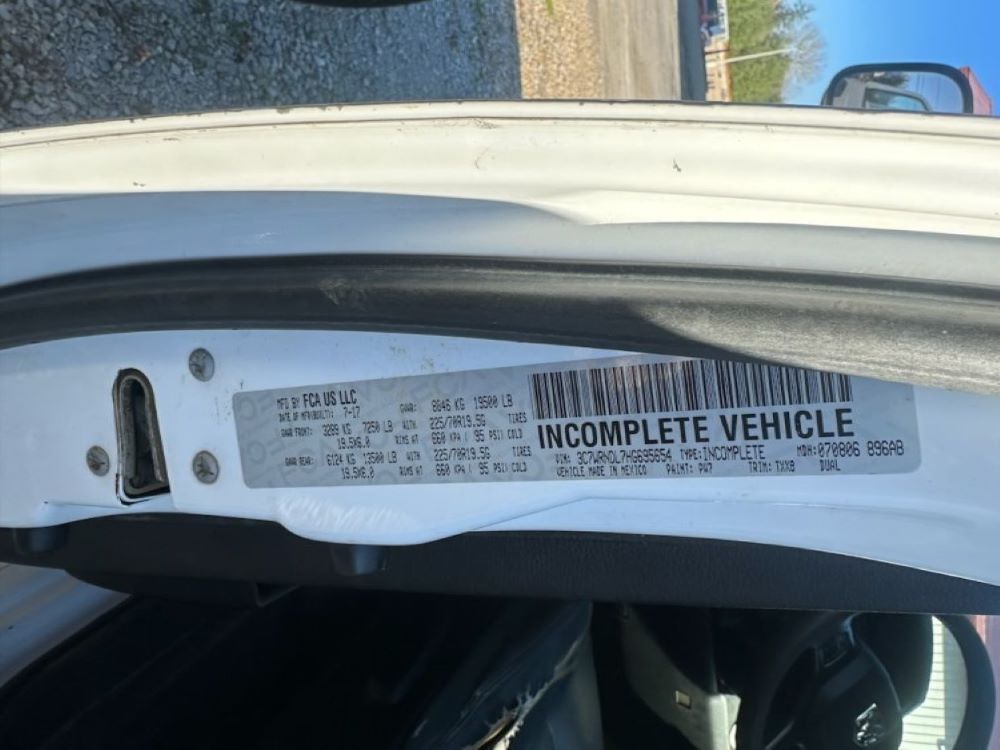 MFD BY FCA US LLC
DATE OF MFR(BUILT): 7-17 GVWR: 8846 KG 19500 LB
GAWR FRONT: 3289 KG 7250 LB WITH 225/70R19.5G TIRES
19.5X6.0 RIMS AT 660 KPA ( 95 PSI) COLD
GAWR REAR: 6124 KG 13500 LB WITH 225/70R19.5G TIRES
19.5X6.0 RIMS AT 660 KPA ( 95 PSI) COLD
INCOMPLETE VEHICLE
VIN: 3C7WRNDL7HG695654 TYPE: INCOMPLETE MDH: 070806 896AB
VEHICLE MADE IN MEXICO PAINT: PW7 TRIM: TXX8 DUAL